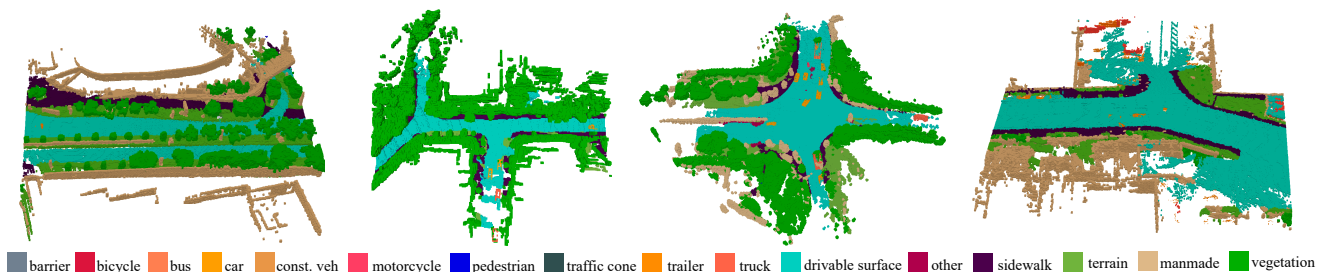 barrier bicycle bus car const. veh motorcycle pedestrian traffic cone trailer truck drivable surface other sidewalk terrain manmade vegetation